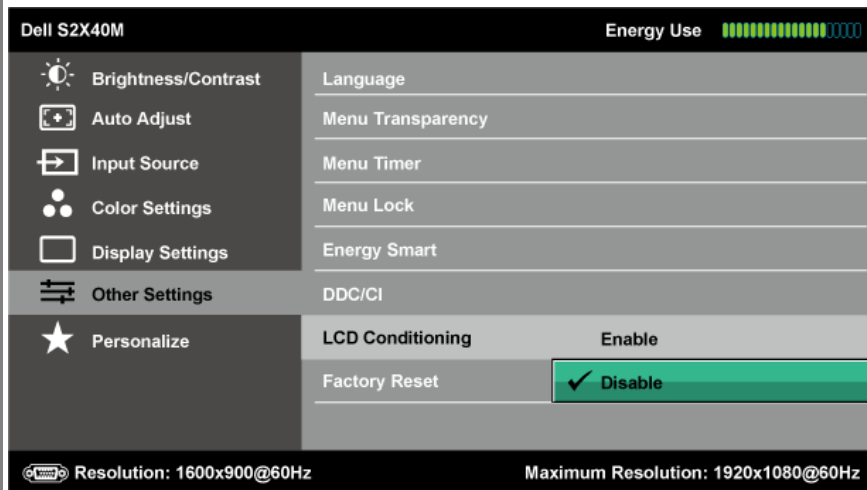 Dell S2X40M Energy Use
Brightness/Contrast Language
Auto Adjust Menu Transparency
Input Source Menu Timer
Color Settings Menu Lock
Display Settings Energy Smart
Other Settings DDC/CI
Personalize LCD Conditioning Enable
Factory Reset Disable
Resolution: 1600x900@60Hz Maximum Resolution: 1920x1080@60Hz